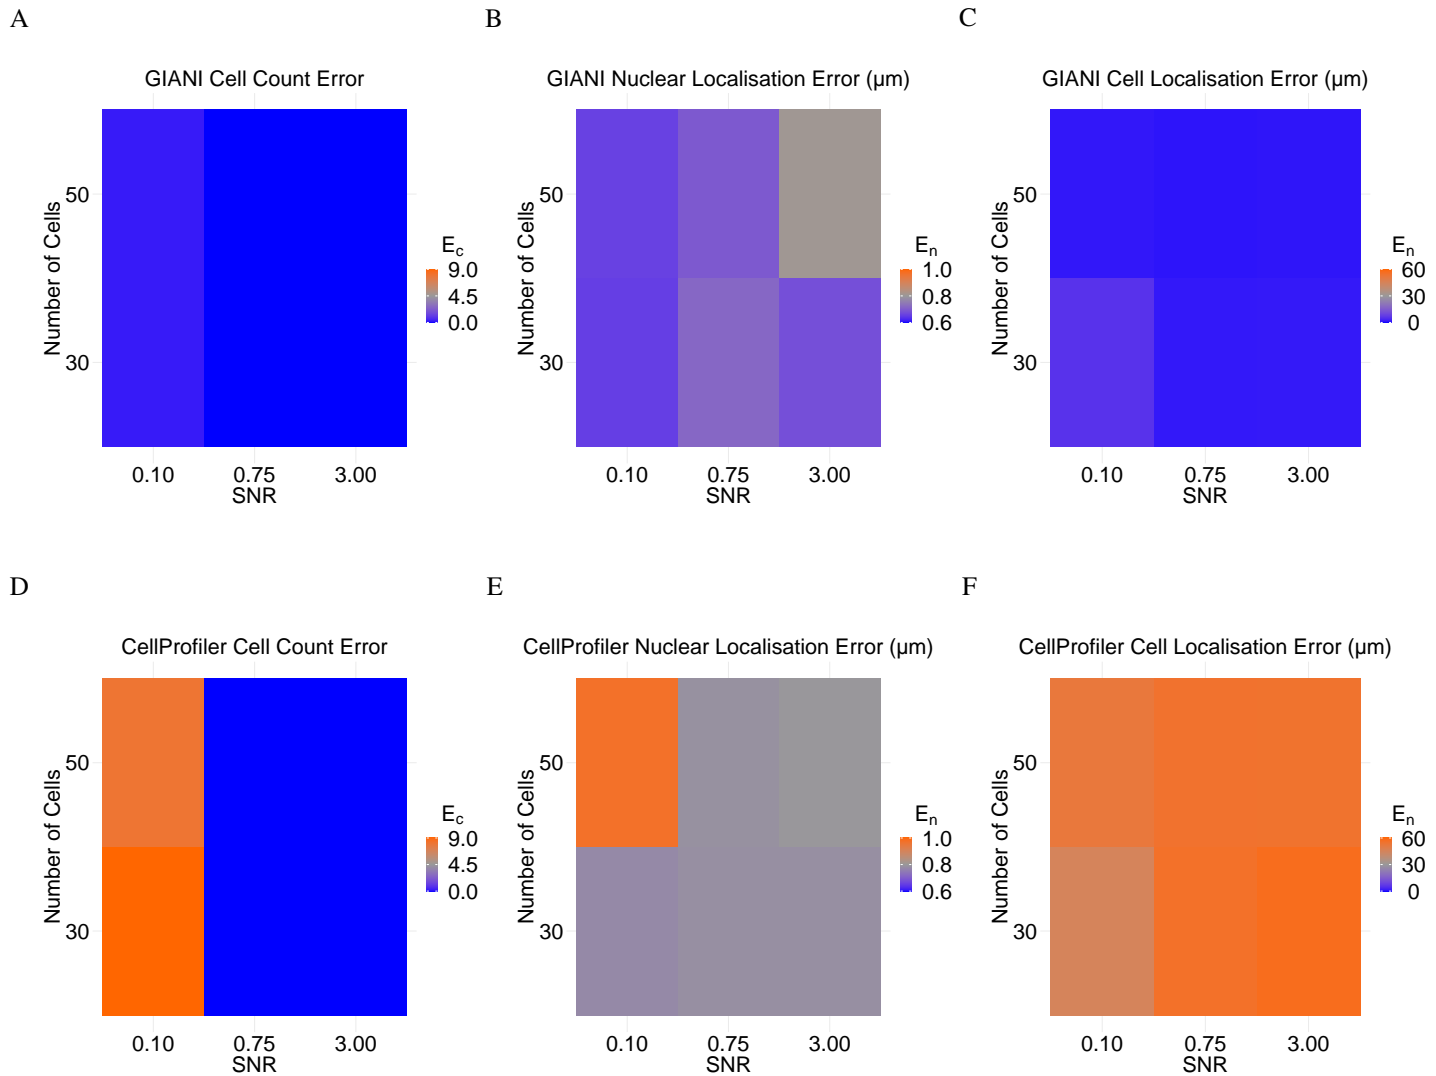 A
B
C
GIANI Cell Count Error
GIANI Nuclear Localisation Error (µm)
GIANI Cell Localisation Error (µm)
Number of Cells
50
30
0.10 0.75 3.00
SNR
Ec
9.0
4.5
0.0
Number of Cells
50
30
0.10 0.75 3.00
SNR
En
1.0
0.8
0.6
Number of Cells
50
30
0.10 0.75 3.00
SNR
En
60
30
0
D
E
F
CellProfiler Cell Count Error
CellProfiler Nuclear Localisation Error (µm)
CellProfiler Cell Localisation Error (µm)
Number of Cells
50
30
0.10 0.75 3.00
SNR
Ec
9.0
4.5
0.0
Number of Cells
50
30
0.10 0.75 3.00
SNR
En
1.0
0.8
0.6
Number of Cells
50
30
0.10 0.75 3.00
SNR
En
60
30
0